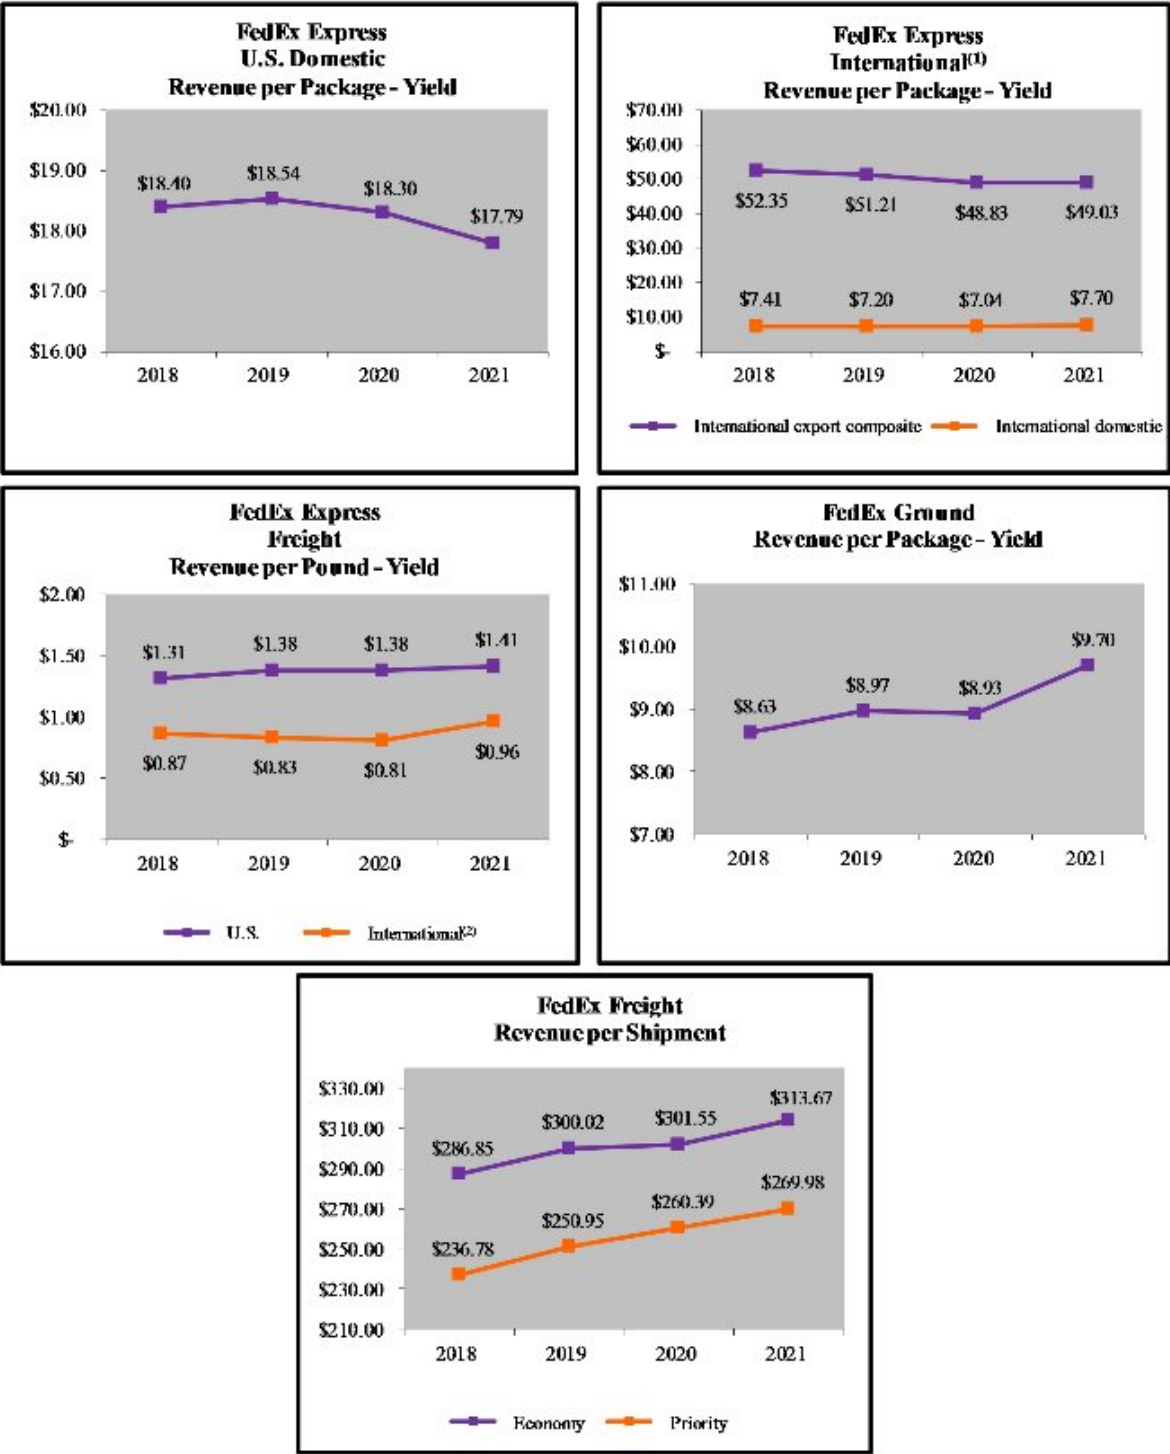 FedEx Express
U.S. Domestic
Revenue per Package - Yield
$20.00
$19.00
$18.00
$17.00
$16.00
$18.40
$18.54
$18.30
$17.79
2018 2019 2020 2021
FedEx Express
International(1)
Revenue per Package - Yield
$70.00
$60.00
$50.00
$40.00
$30.00
$20.00
$10.00
$-
$52.35 $51.21 $48.83 $49.03
$7.41 $7.20 $7.04 $7.70
2018 2019 2020 2021
International export composite International domestic
FedEx Express
Freight
Revenue per Pound - Yield
$2.00
$1.50
$1.00
$0.50
$-
$1.31 $1.38 $1.38 $1.41
$0.87 $0.83 $0.81 $0.96
2018 2019 2020 2021
U.S. International(2)
FedEx Ground
Revenue per Package - Yield
$11.00
$10.00
$9.00
$8.00
$7.00
$8.63 $8.97 $8.93 $9.70
2018 2019 2020 2021
FedEx Freight
Revenue per Shipment
$330.00
$310.00
$290.00
$270.00
$250.00
$230.00
$210.00
$286.85 $300.02 $301.55 $313.67
$236.78 $250.95 $260.39 $269.98
2018 2019 2020 2021
Economy Priority